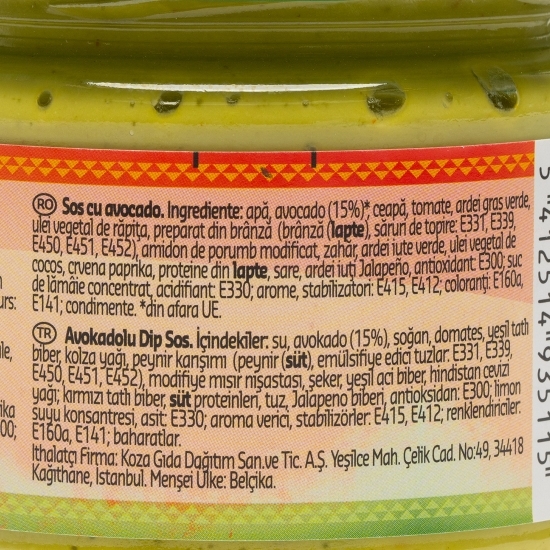 RO Sos cu avocado. Ingrediente: apă, avocado (15%)* ceapă, tomate, ardei gras verde,
ulei vegetal de răpița, preparat din brânză (brânză (lapte), săruri de topire: E331, E339,
E450, E451, E452), amidon de porumb modificat, zahăr, ardei iute verde, ulei vegetal de
cocos, crvena paprika, proteine din lapte, sare, ardei iuți Jalapeño, antioxidant: E300; suc
de lămâie concentrat, acidifiant: E330; arome, stabilizatori: E415, E412; coloranți: E160a,
E141; condimente. *din afara UE.
TR Avokadolu Dip Sos. İçindekiler: su, avokado (15%), soğan, domates, yeşil tatlı
biber, kolza yağı, peynir karışımı (peynir (süt), emülsifiye edici tuzlar: E331, E339,
E450, E451, E452), modifiye mısır nişastası, şeker, yeşil aci biber, hindistan cevizi
yağı, kırmızı tatlı biber, süt proteinleri, tuz, Jalapeno biberi, antioksidan: E300; limon
suyu konsantresi, asit: E330; aroma verici, stabilizörler: E415, E412; renklendiriciler:
E160a, E141; baharatlar.
Ithalatçı Firma: Koza Gıda Dağıtım San.ve Tic. A.Ş. Yeşilce Mah. Çelik Cad. No:49, 34418
Kağıthane, İstanbul. Menşei Ülke: Belçika.